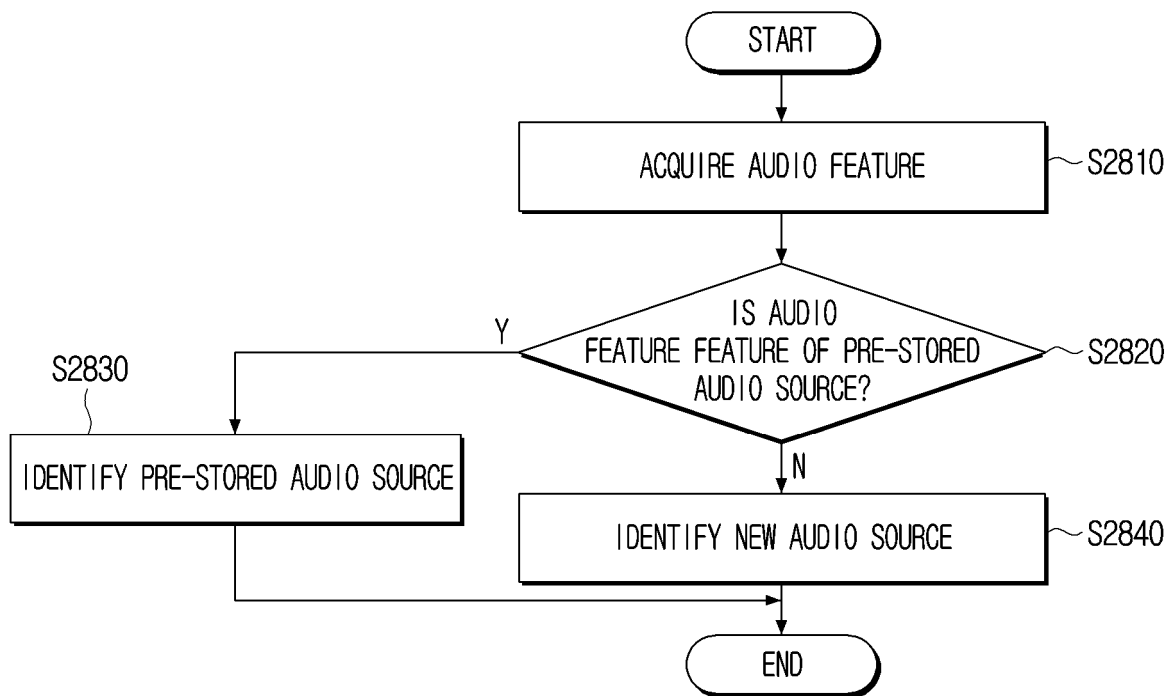 START
ACQUIRE AUDIO FEATURE
S2810
IS AUDIO
FEATURE FEATURE OF PRE-STORED
AUDIO SOURCE?
S2820
Y
S2830
IDENTIFY PRE-STORED AUDIO SOURCE
N
IDENTIFY NEW AUDIO SOURCE
S2840
END